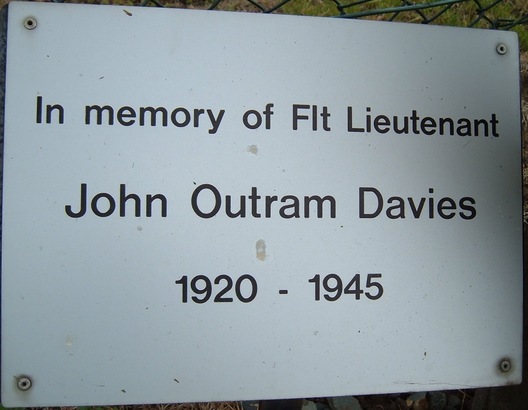 In memory of Flt Lieutenant
John Outram Davies
1920 - 1945